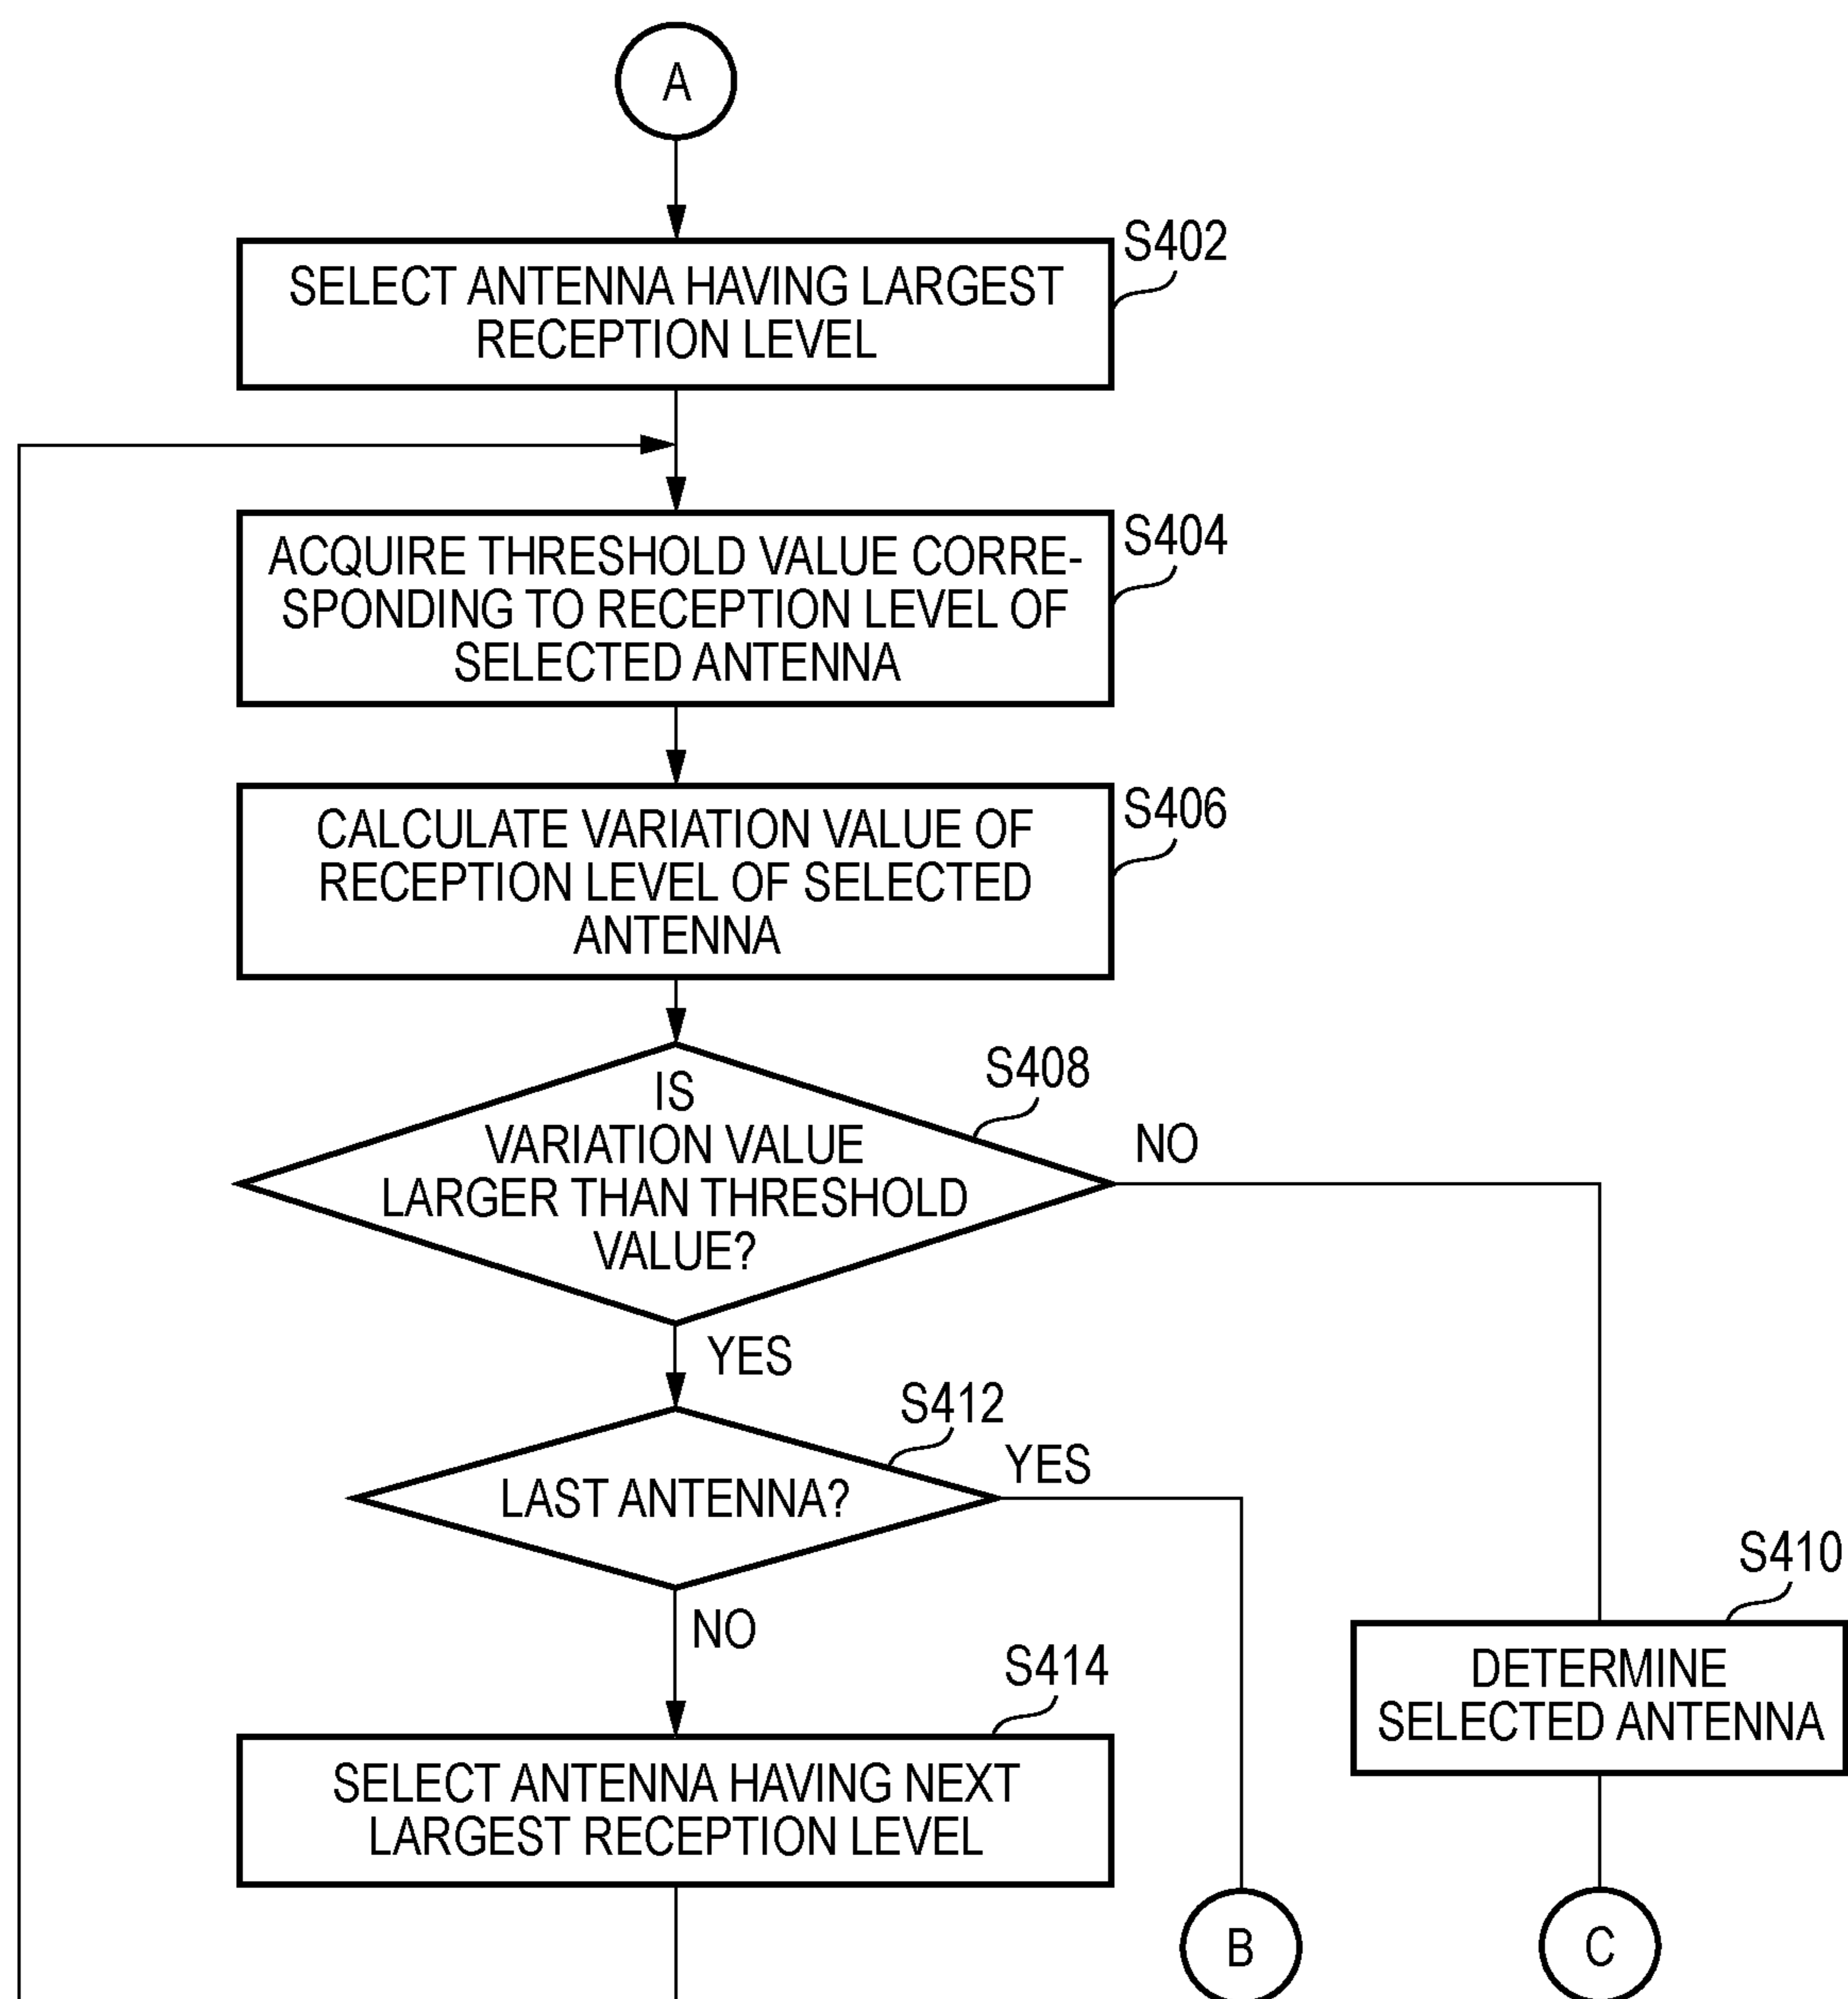 A
S402
SELECT ANTENNA HAVING LARGEST
RECEPTION LEVEL
S404
ACQUIRE THRESHOLD VALUE CORRE-
SPONDING TO RECEPTION LEVEL OF
SELECTED ANTENNA
S406
CALCULATE VARIATION VALUE OF
RECEPTION LEVEL OF SELECTED
ANTENNA
S408
IS
VARIATION VALUE
LARGER THAN THRESHOLD
VALUE?
NO
YES
S412
LAST ANTENNA?
YES
NO
S410
DETERMINE
SELECTED ANTENNA
S414
SELECT ANTENNA HAVING NEXT
LARGEST RECEPTION LEVEL
B
C